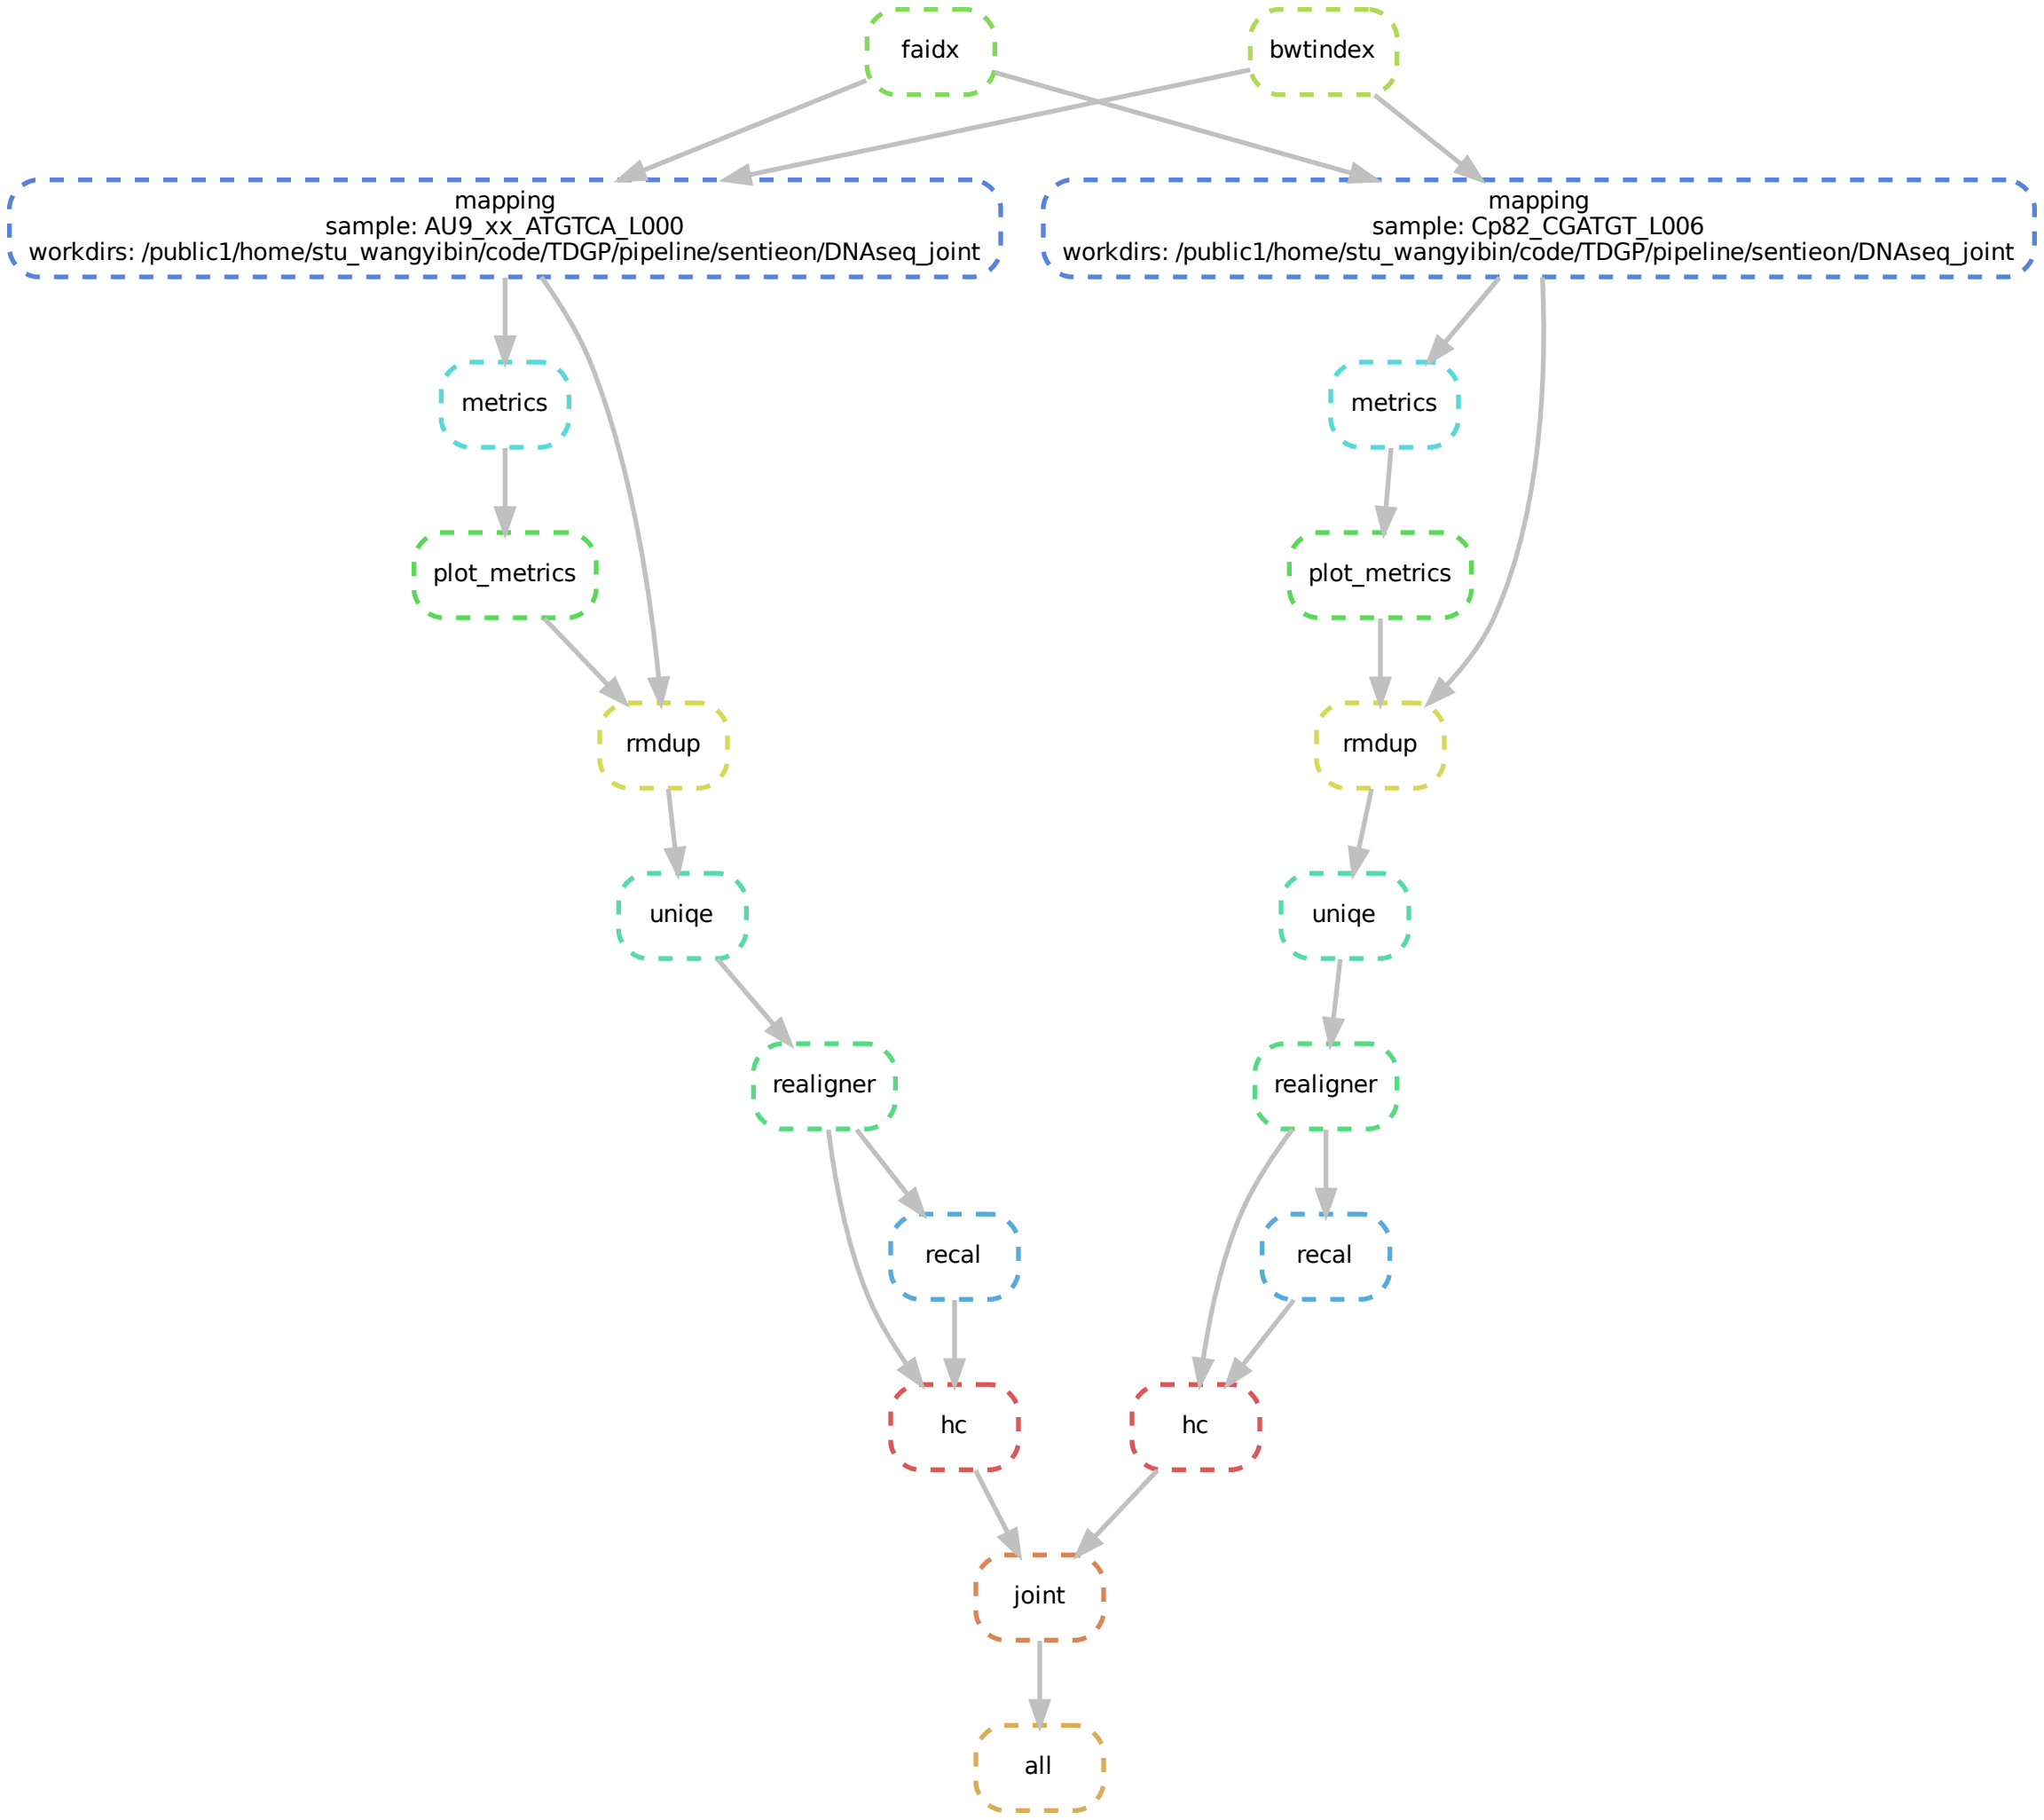 faidx
bwtindex
mapping
sample: AU9_xx_ATGTCA_L000
workdirs: /public1/home/stu_wangyibin/code/TDGP/pipeline/sentieon/DNAseq_joint
mapping
sample: Cp82_CGATGT_L006
workdirs: /public1/home/stu_wangyibin/code/TDGP/pipeline/sentieon/DNAseq_joint
metrics
metrics
plot_metrics
plot_metrics
rmdup
rmdup
uniqe
uniqe
realigner
realigner
recal
recal
hc
hc
joint
all